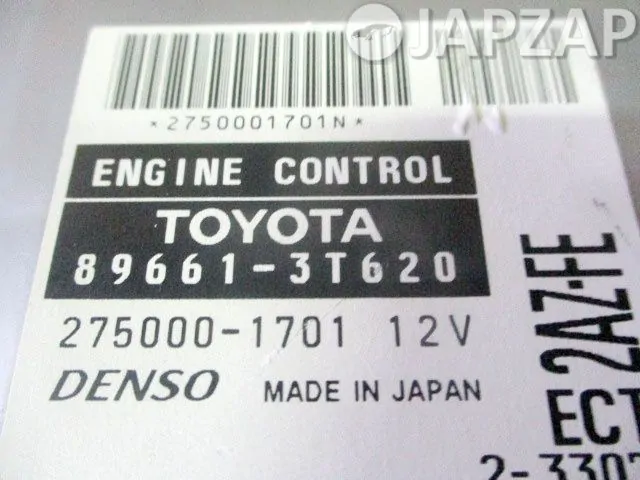 JAPZAP
*2750001701N*
ENGINE CONTROL
TOYOTA
89661-3T620
275000-1701 12V
DENSO MADE IN JAPAN
2AZ-FE
ECT
2-3307